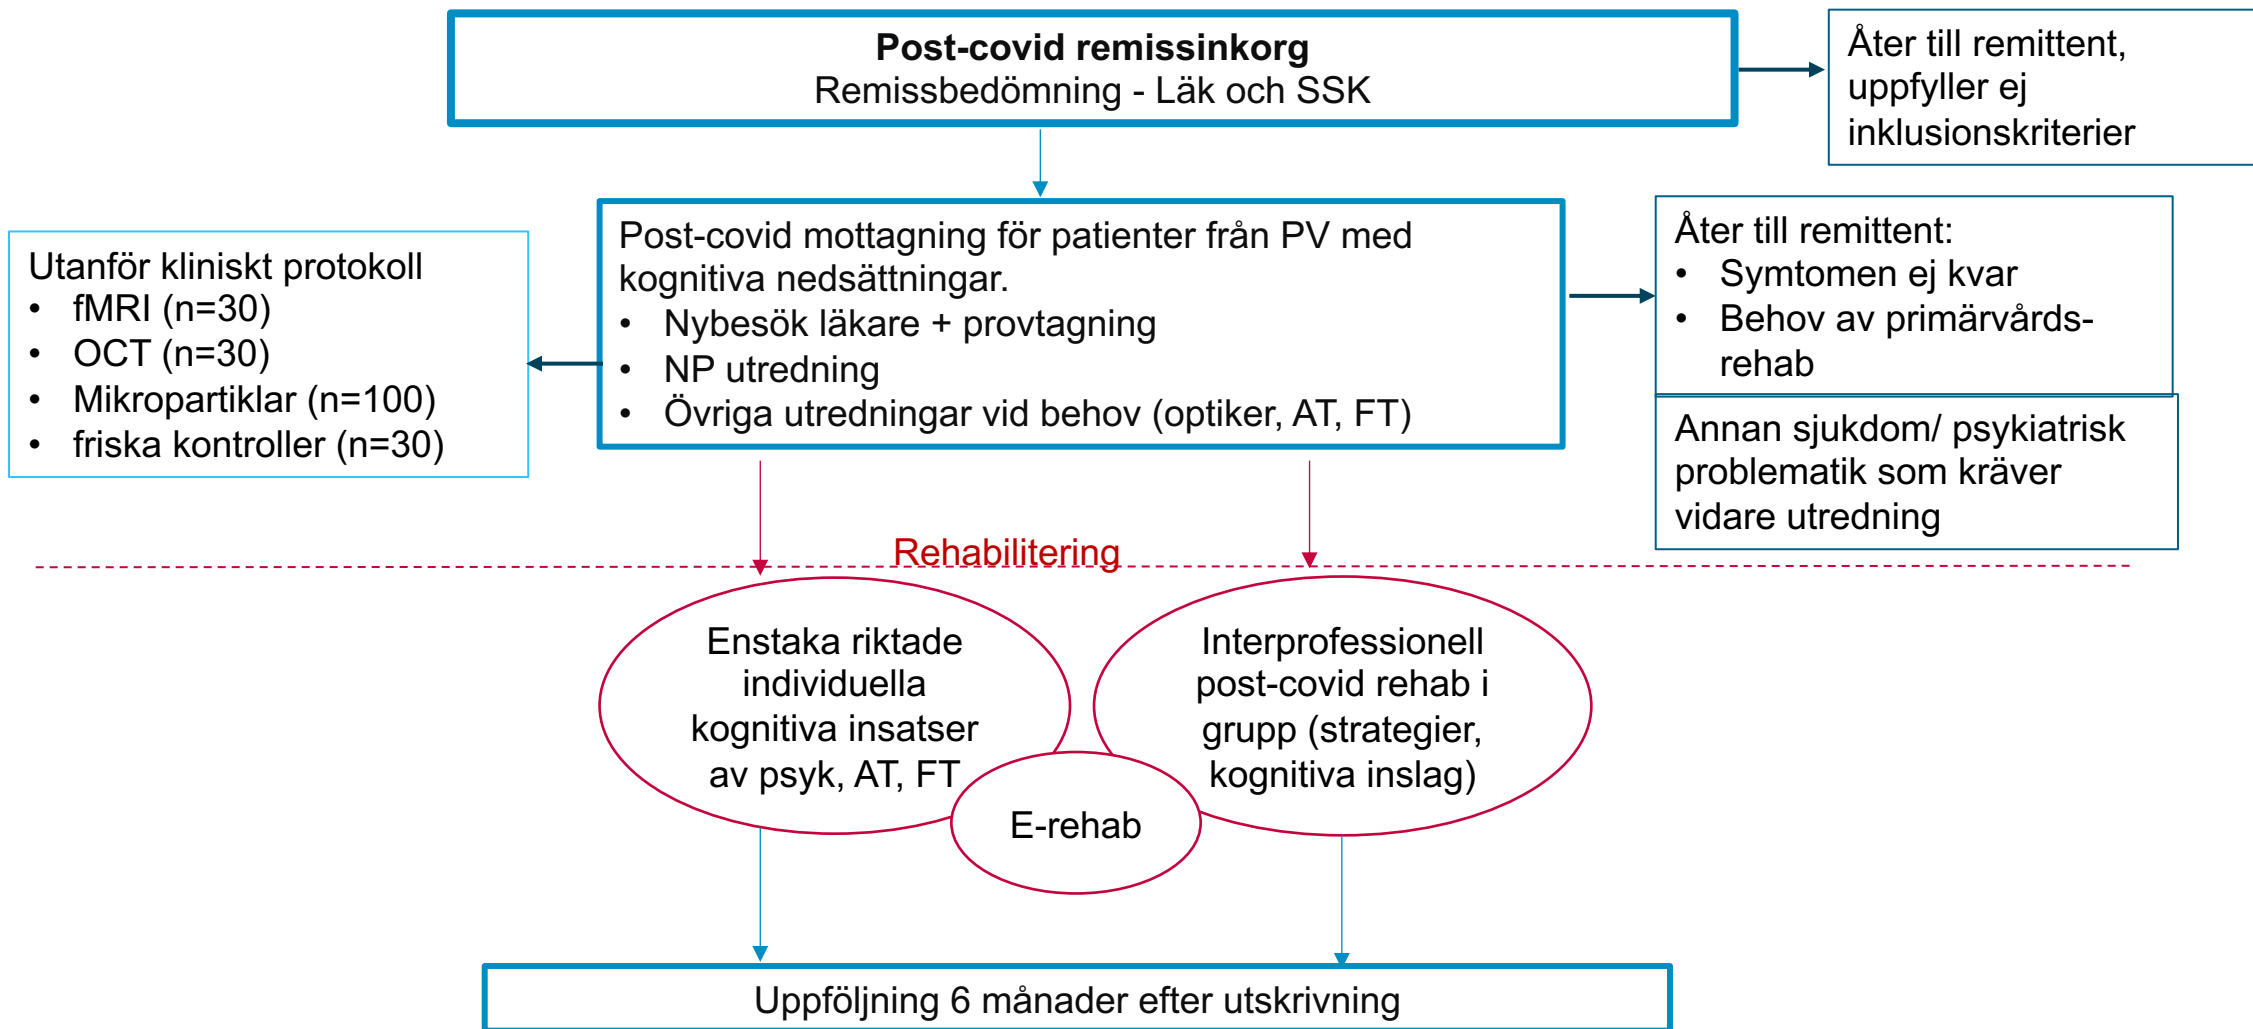 Post-covid remissinkorg
Remissbedömning - Läk och SSK
Åter till remittent,
uppfyller ej
inklusionskriterier
Utanför kliniskt protokoll
• fMRI (n=30)
• OCT (n=30)
• Mikropartiklar (n=100)
• friska kontroller (n=30)
Post-covid mottagning för patienter från PV med
kognitiva nedsättningar.
• Nybesök läkare + provtagning
• NP utredning
• Övriga utredningar vid behov (optiker, AT, FT)
Åter till remittent:
• Symtomen ej kvar
• Behov av primärvårds-
rehab
Annan sjukdom/ psykiatrisk
problematik som kräver
vidare utredning
Rehabilitering
Enstaka riktade
individuella
kognitiva insatser
av psyk, AT, FT
Interprofessionell
post-covid rehab i
grupp (strategier,
kognitiva inslag)
E-rehab
Uppföljning 6 månader efter utskrivning